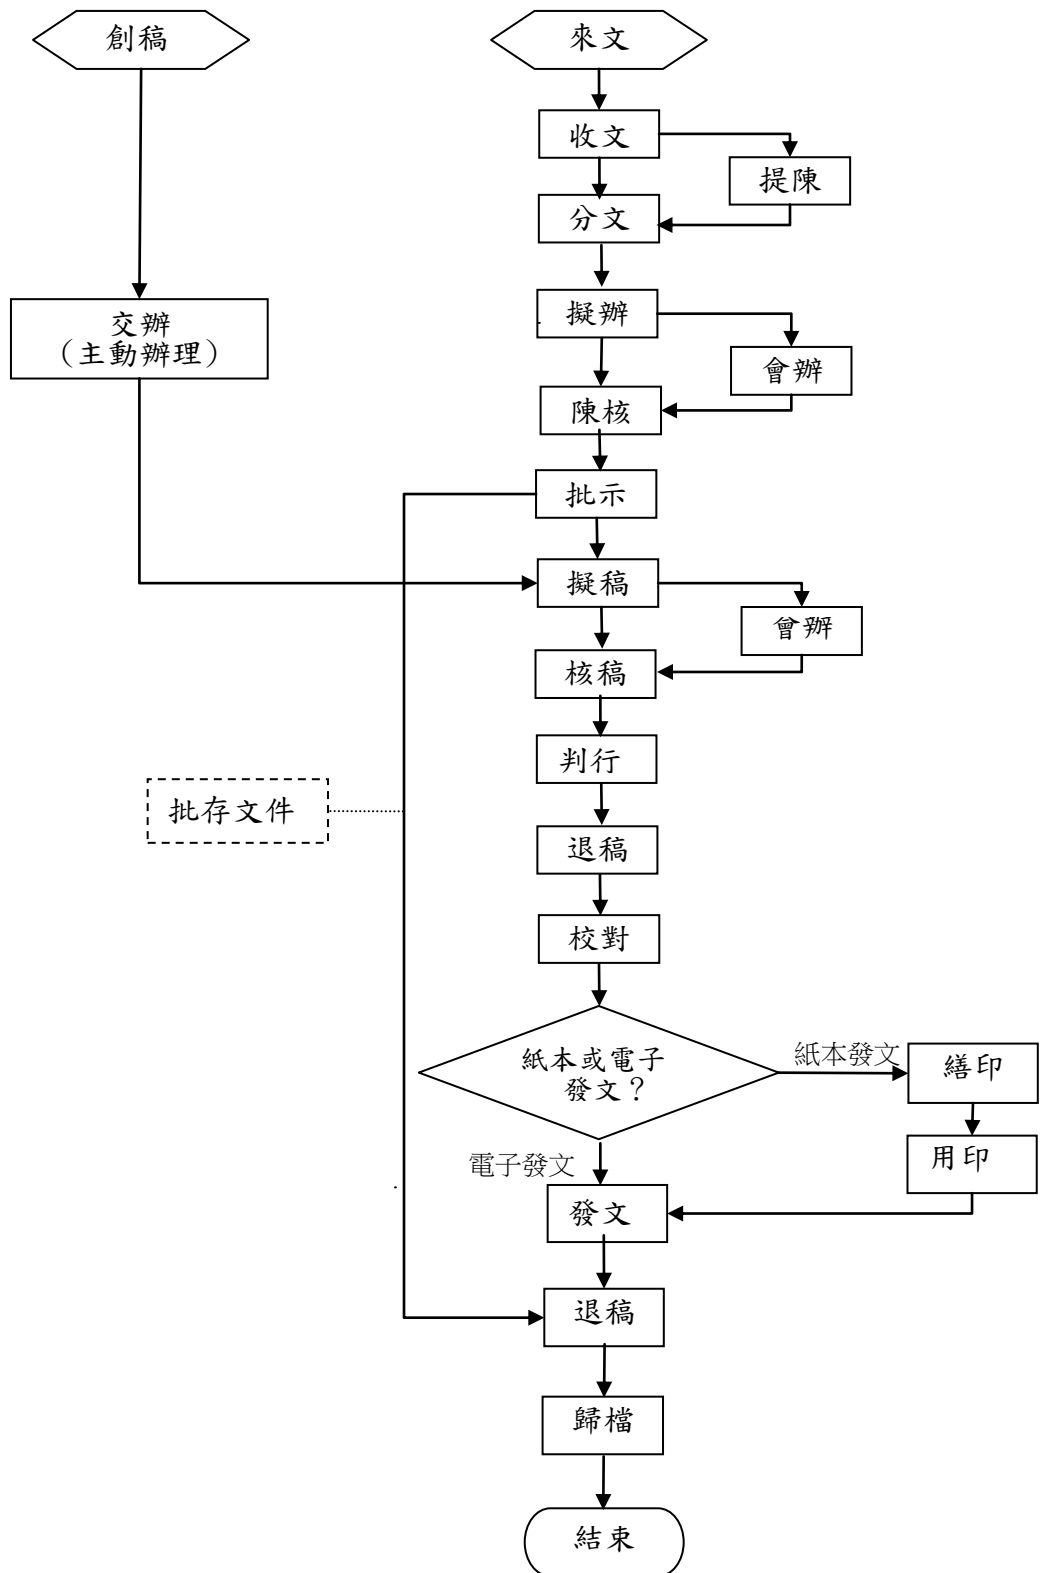 創稿
來文
收文
提陳
分文
擬辦
交辦
（主動辦理）
會辦
陳核
批示
擬稿
會辦
核稿
判行
批存文件
退稿
校對
紙本或電子
發文？
紙本發文
繕印
電子發文
用印
發文
退稿
歸檔
結束